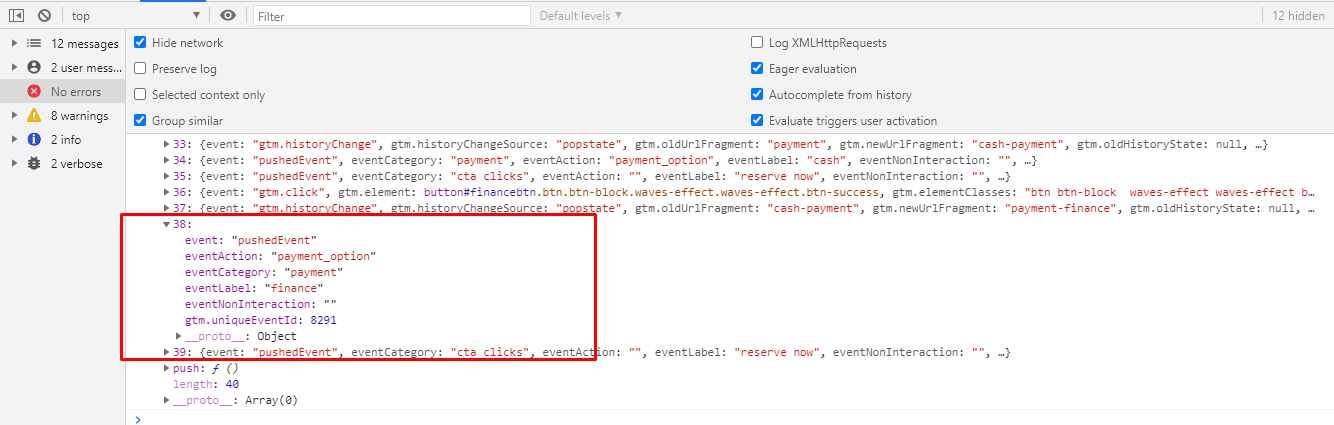 top ▼ Filter Default levels ▼ 12 hidden
12 messages
2 user mess...
No errors
8 warnings
2 info
2 verbose
Hide network Log XMLHttpRequests
Preserve log Eager evaluation
Selected context only Autocomplete from history
Group similar Evaluate triggers user activation
33: {event: "gtm.historyChange", gtm.historyChangeSource: "popstate", gtm.oldUrlFragment: "payment", gtm.newUrlFragment: "cash-payment", gtm.oldHistoryState: null, …}
34: {event: "pushedEvent", eventCategory: "payment", eventAction: "payment_option", eventLabel: "cash", eventNonInteraction: "", …}
35: {event: "pushedEvent", eventCategory: "cta clicks", eventAction: "", eventLabel: "reserve now", eventNonInteraction: "", …}
36: {event: "gtm.click", gtm.element: button#financebtn.btn.btn-block.waves-effect.waves-effect.btn-success, gtm.elementClasses: "btn btn-block  waves-effect waves-effect b…
37: {event: "gtm.historyChange", gtm.historyChangeSource: "popstate", gtm.oldUrlFragment: "cash-payment", gtm.newUrlFragment: "payment-finance", gtm.oldHistoryState: null, …
38:
event: "pushedEvent"
eventAction: "payment_option"
eventCategory: "payment"
eventLabel: "finance"
eventNonInteraction: ""
gtm.uniqueEventId: 8291
__proto__: Object
39: {event: "pushedEvent", eventCategory: "cta clicks", eventAction: "", eventLabel: "reserve now", eventNonInteraction: "", …}
push: ƒ ()
length: 40
__proto__: Array(0)